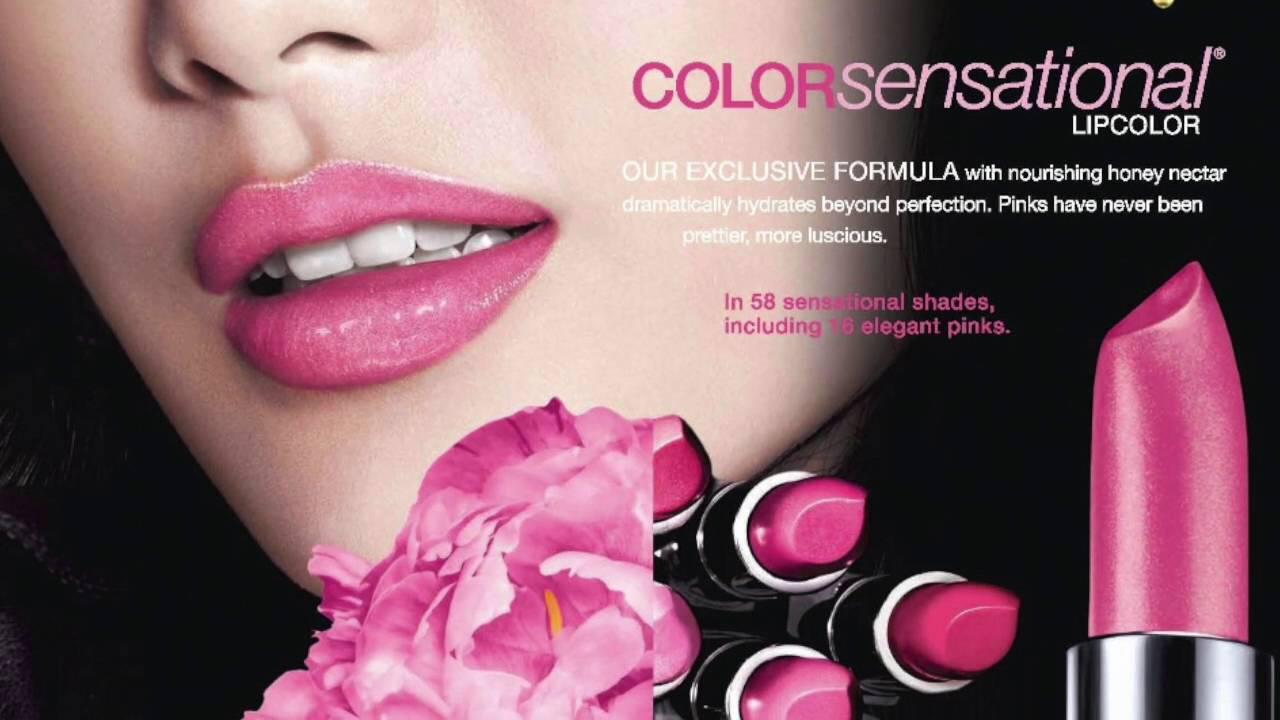 COLORsensational®
LIPCOLOR
OUR EXCLUSIVE FORMULA with nourishing honey nectar
dramatically hydrates beyond perfection. Pinks have never been
prettier, more luscious.
In 58 sensational shades,
including 16 elegant pinks.